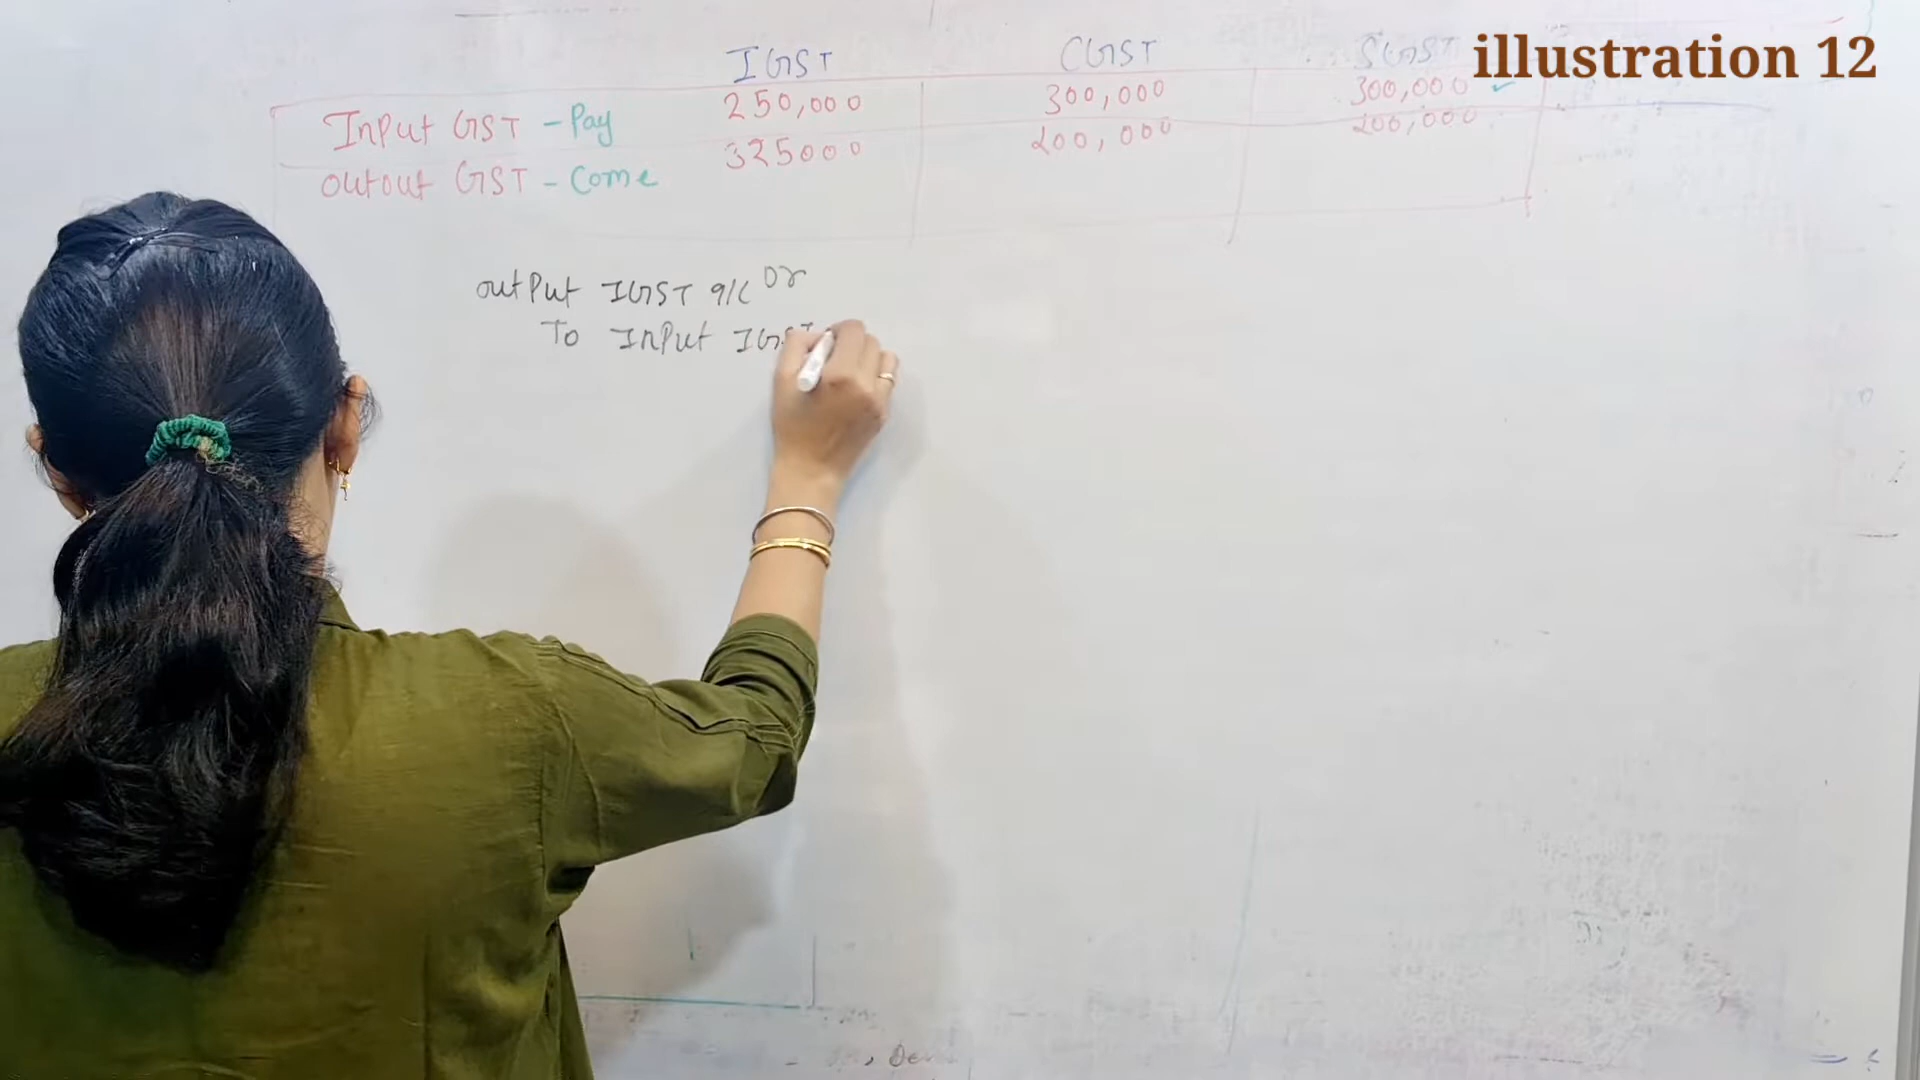 illustration 12
IGST CGST SGST
Input GST - Pay 250,000 300,000 300,000 ✓
outout GST - Come 325000 200,000 200,000
output IGST a/c Dr
To Input IGST